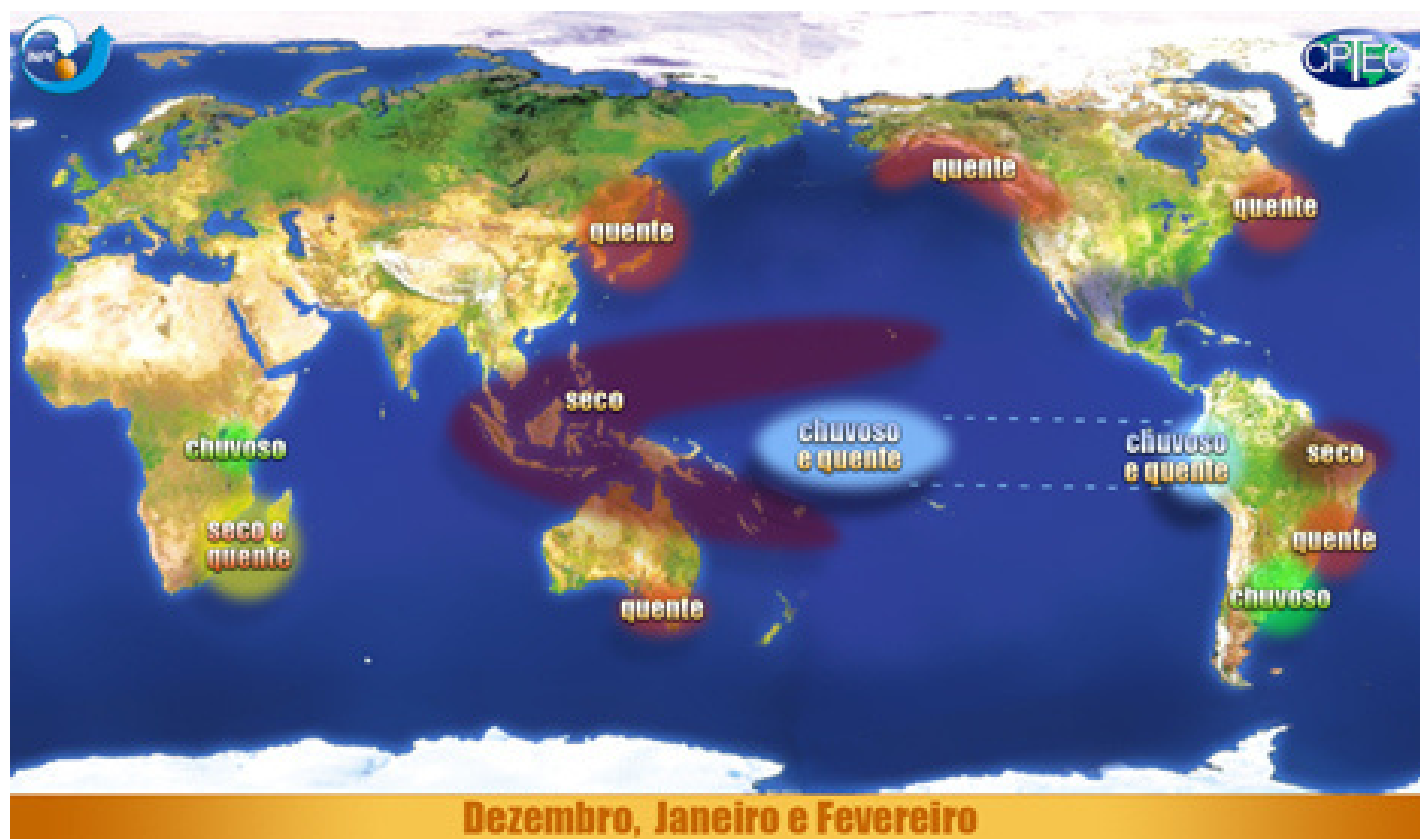 INPE
CPTEC
quente
quente
quente
seco
chuvoso
e quente
chuvoso
e quente
chuvoso
seco
seco e
quente
quente
quente
chuvoso
Dezembro, Janeiro e Fevereiro